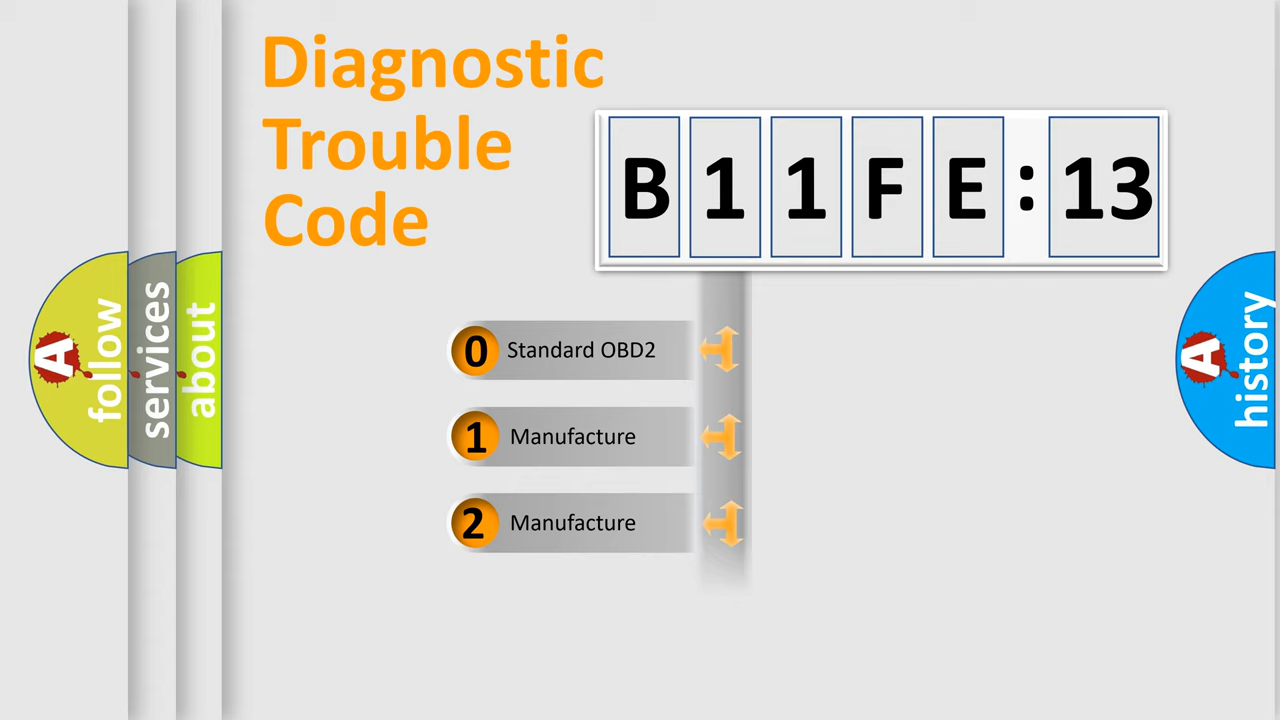 Diagnostic
Trouble
Code
B11FE:13
0 Standard OBD2
1 Manufacture
2 Manufacture
A follow
services
about
A history